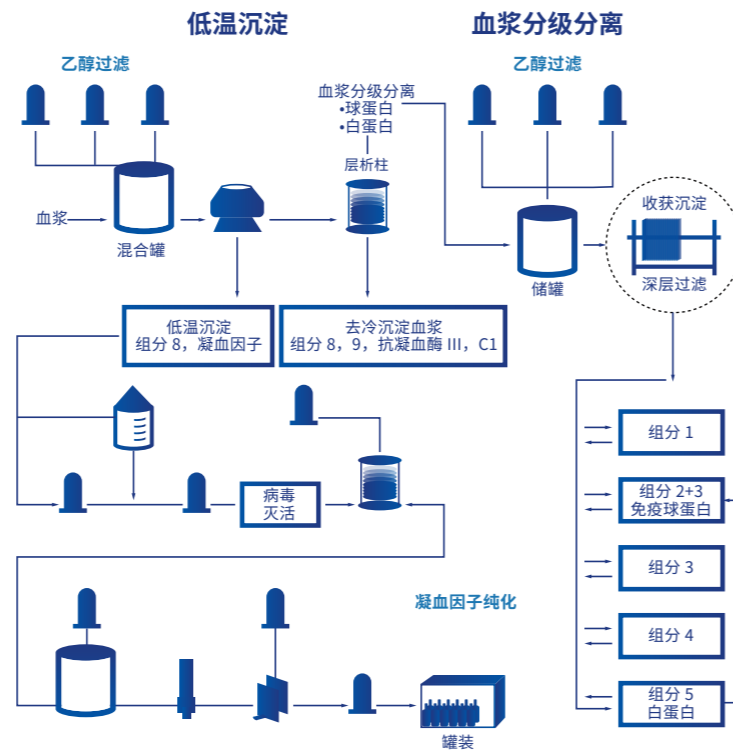 低温沉淀
血浆分级分离
乙醇过滤
乙醇过滤
血浆分级分离
•球蛋白
•白蛋白
层析柱
血浆
混合罐
收获沉淀
深层过滤
储罐
低温沉淀
组分 8，凝血因子
去冷沉淀血浆
组分 8，9，抗凝血酶 III，C1
组分 1
病毒
灭活
组分 2+3
免疫球蛋白
组分 3
凝血因子纯化
组分 4
组分 5
白蛋白
罐装